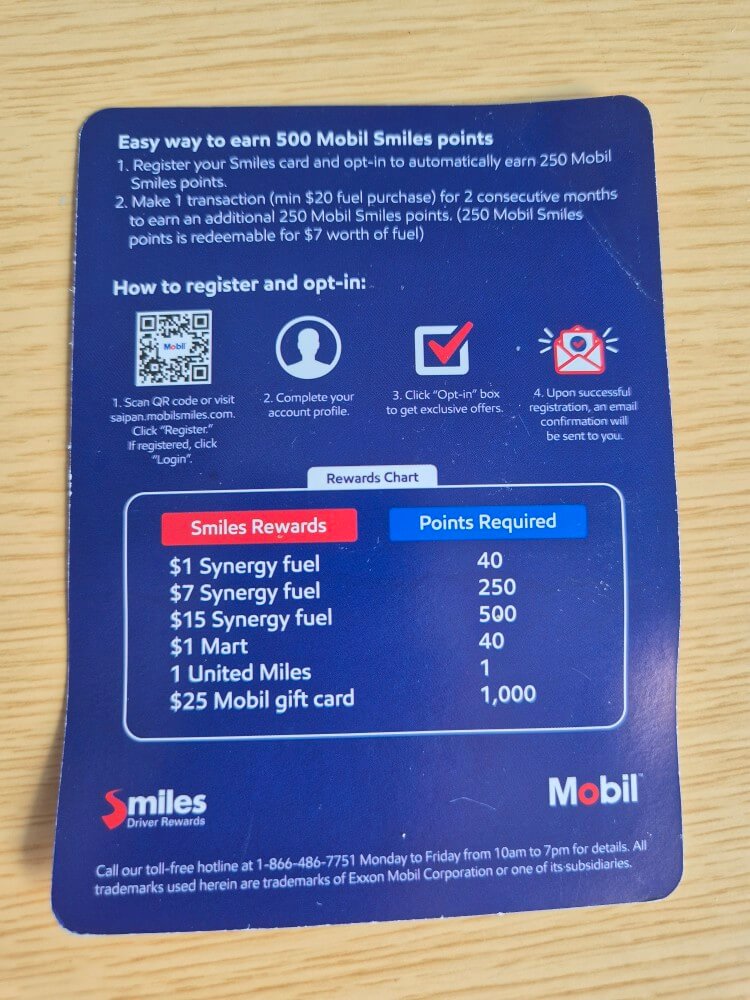 Easy way to earn 500 Mobil Smiles points
1. Register your Smiles card and opt-in to automatically earn 250 Mobil
Smiles points.
2. Make 1 transaction (min $20 fuel purchase) for 2 consecutive months
to earn an additional 250 Mobil Smiles points. (250 Mobil Smiles
points is redeemable for $7 worth of fuel)
How to register and opt-in:
Mobil
1. Scan QR code or visit
saipan.mobilsmiles.com.
Click “Register.”
If registered, click
“Login”.
2. Complete your
account profile.
3. Click “Opt-in” box
to get exclusive offers.
4. Upon successful
registration, an email
confirmation will
be sent to you.
Rewards Chart
Smiles Rewards Points Required
$1 Synergy fuel 40
$7 Synergy fuel 250
$15 Synergy fuel 500
$1 Mart 40
1 United Miles 1
$25 Mobil gift card 1,000
Smiles
Driver Rewards
Mobil™
Call our toll-free hotline at 1-866-486-7751 Monday to Friday from 10am to 7pm for details. All
trademarks used herein are trademarks of Exxon Mobil Corporation or one of its subsidiaries.